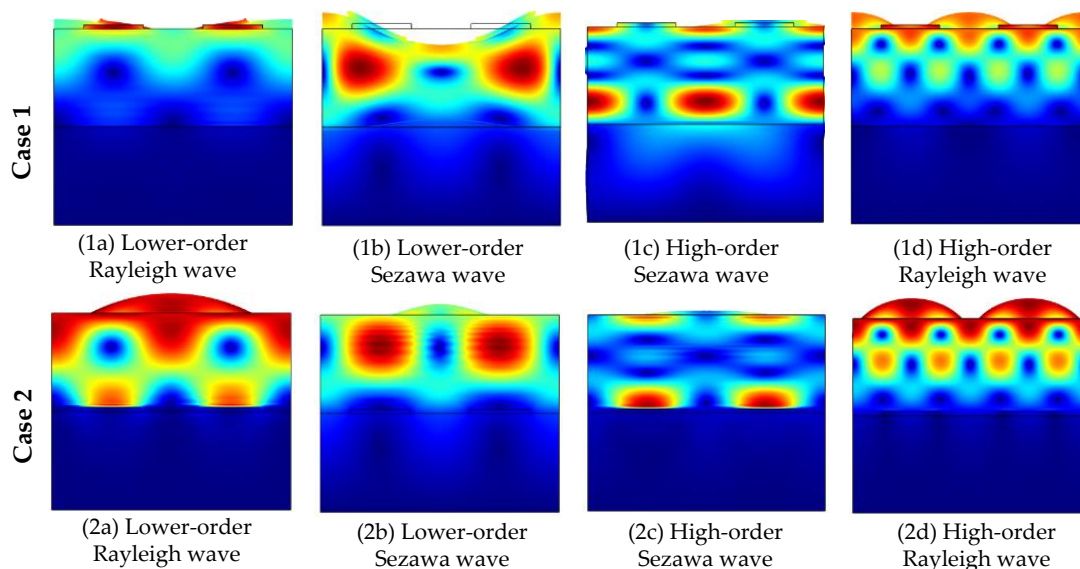 Case 1
(1a) Lower-order
Rayleigh wave
(1b) Lower-order
Sezawa wave
(1c) High-order
Sezawa wave
(1d) High-order
Rayleigh wave
Case 2
(2a) Lower-order
Rayleigh wave
(2b) Lower-order
Sezawa wave
(2c) High-order
Sezawa wave
(2d) High-order
Rayleigh wave